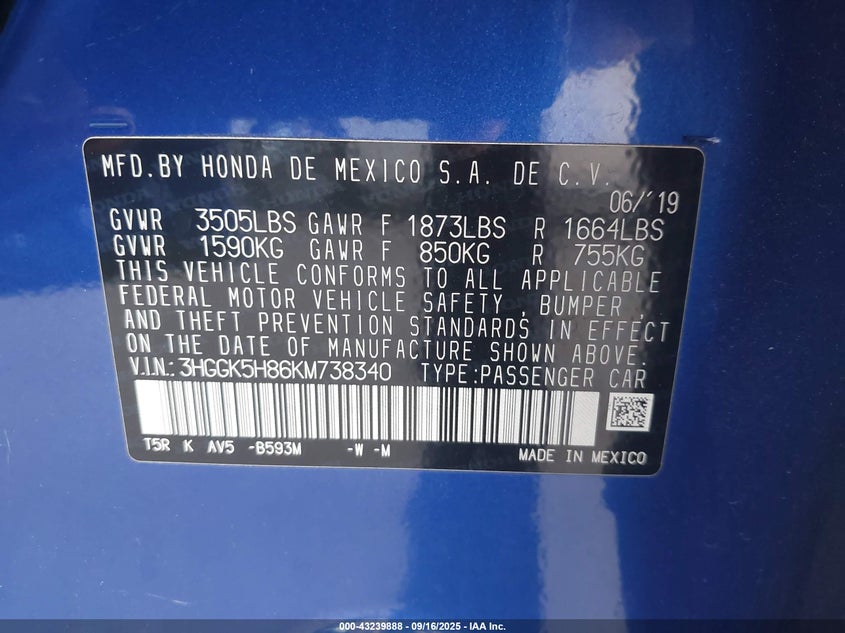 MFD.BY HONDA DE MEXICO S.A. DE C.V.
06/'19
GVWR 3505LBS GAWR F 1873LBS R 1664LBS
GVWR 1590KG GAWR F 850KG R 755KG
THIS VEHICLE CONFORMS TO ALL APPLICABLE
FEDERAL MOTOR VEHICLE SAFETY, BUMPER,
AND THEFT PREVENTION STANDARDS IN EFFECT
ON THE DATE OF MANUFACTURE SHOWN ABOVE.
V.I.N.: 3HGGK5H86KM738340 TYPE:PASSENGER CAR
T5R K AV5 -B593M -W -M
MADE IN MEXICO
000-43239888 - 09/16/2025 - IAA Inc.